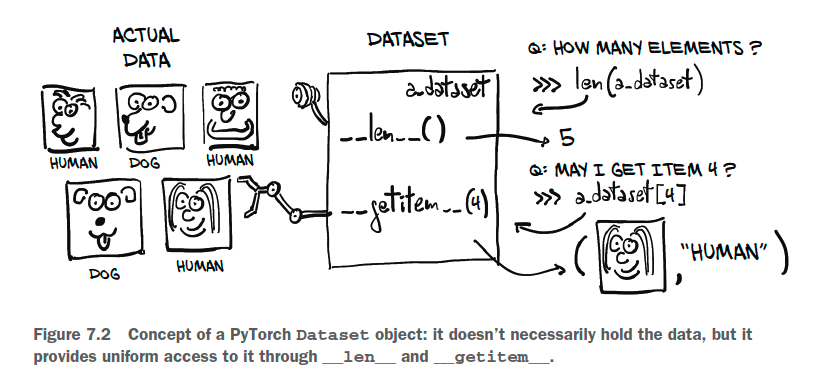 ACTUAL
DATA
HUMAN
DOG
HUMAN
DOG
HUMAN
DATASET
a_dataset
__len__()
__getitem__(4)
Q: HOW MANY ELEMENTS?
>>> len(a_dataset)
5
Q: MAY I GET ITEM 4?
>>> a_dataset[4]
( , "HUMAN" )
Figure 7.2 Concept of a PyTorch Dataset object: it doesn't necessarily hold the data, but it
provides uniform access to it through __len__ and __getitem__.